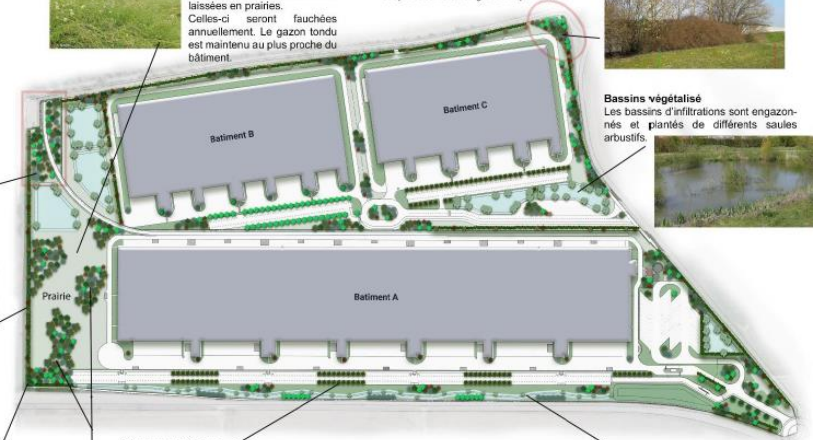 laissées en prairies.
Celles-ci seront fauchées
annuellement. Le gazon tondu
est maintenu au plus proche du
bâtiment.
Bassins végétalisé
Les bassins d'infiltrations sont engazon-
nés et plantés de différents saules
arbustifs.
Batiment B
Batiment C
Prairie
Batiment A